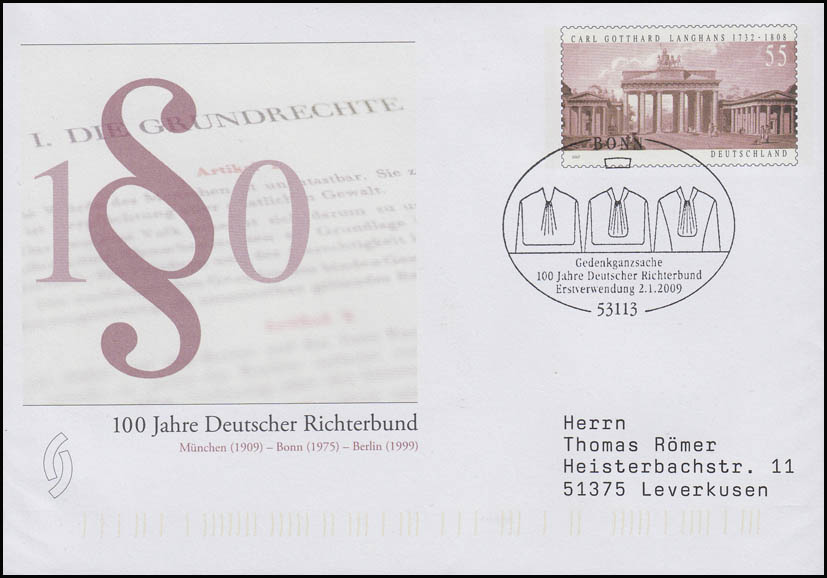 I. DIE GRUNDRECHTE
Artik
1§0
100 Jahre Deutscher Richterbund
München (1909) – Bonn (1975) – Berlin (1999)
CARL GOTTHARD LANGHANS 1732 - 1808
55
DEUTSCHLAND
BONN
Gedenkganzsache
100 Jahre Deutscher Richterbund
Erstverwendung 2.1.2009
53113
Herrn
Thomas Römer
Heisterbachstr. 11
51375 Leverkusen